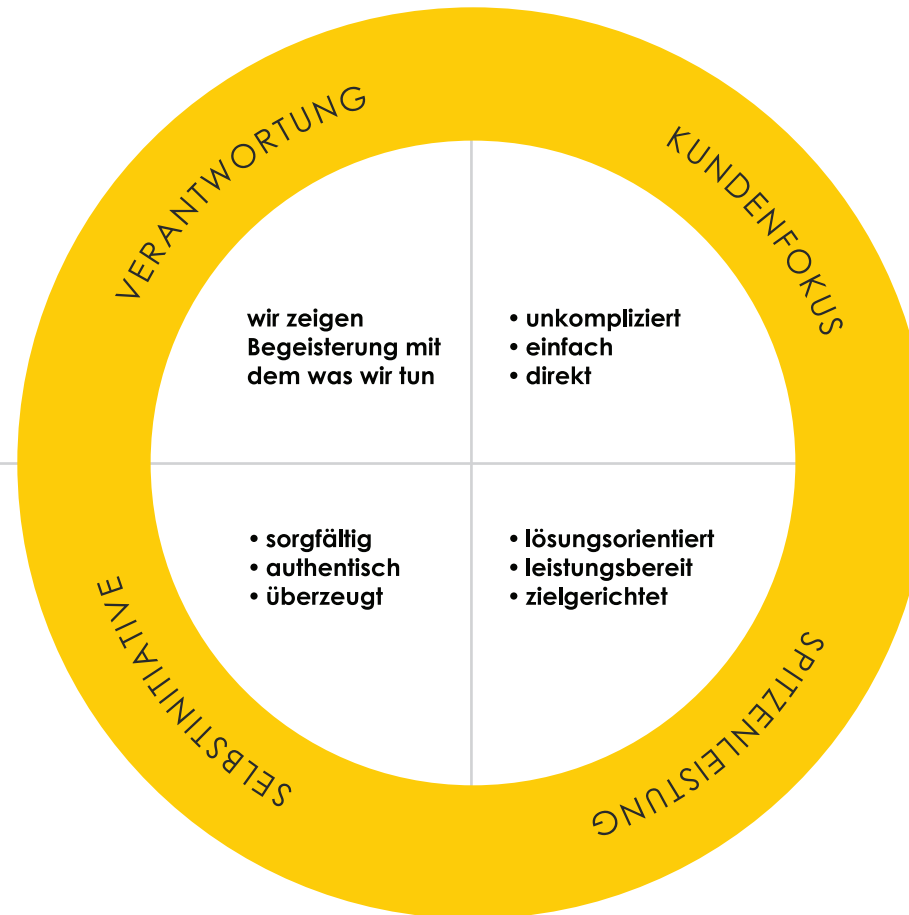 VERANTWORTUNG
KUNDENFOKUS
wir zeigen
Begeisterung mit
dem was wir tun
• unkompliziert
• einfach
• direkt
• sorgfältig
• authentisch
• überzeugt
• lösungsorientiert
• leistungsbereit
• zielgerichtet
SELBSTINITIATIVE
SPITZENLEISTUNG